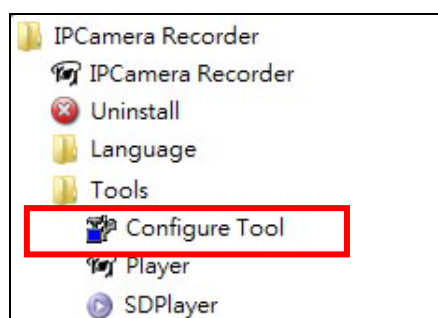 IPCamera Recorder
IPCamera Recorder
Uninstall
Language
Tools
Configure Tool
Player
SDPlayer